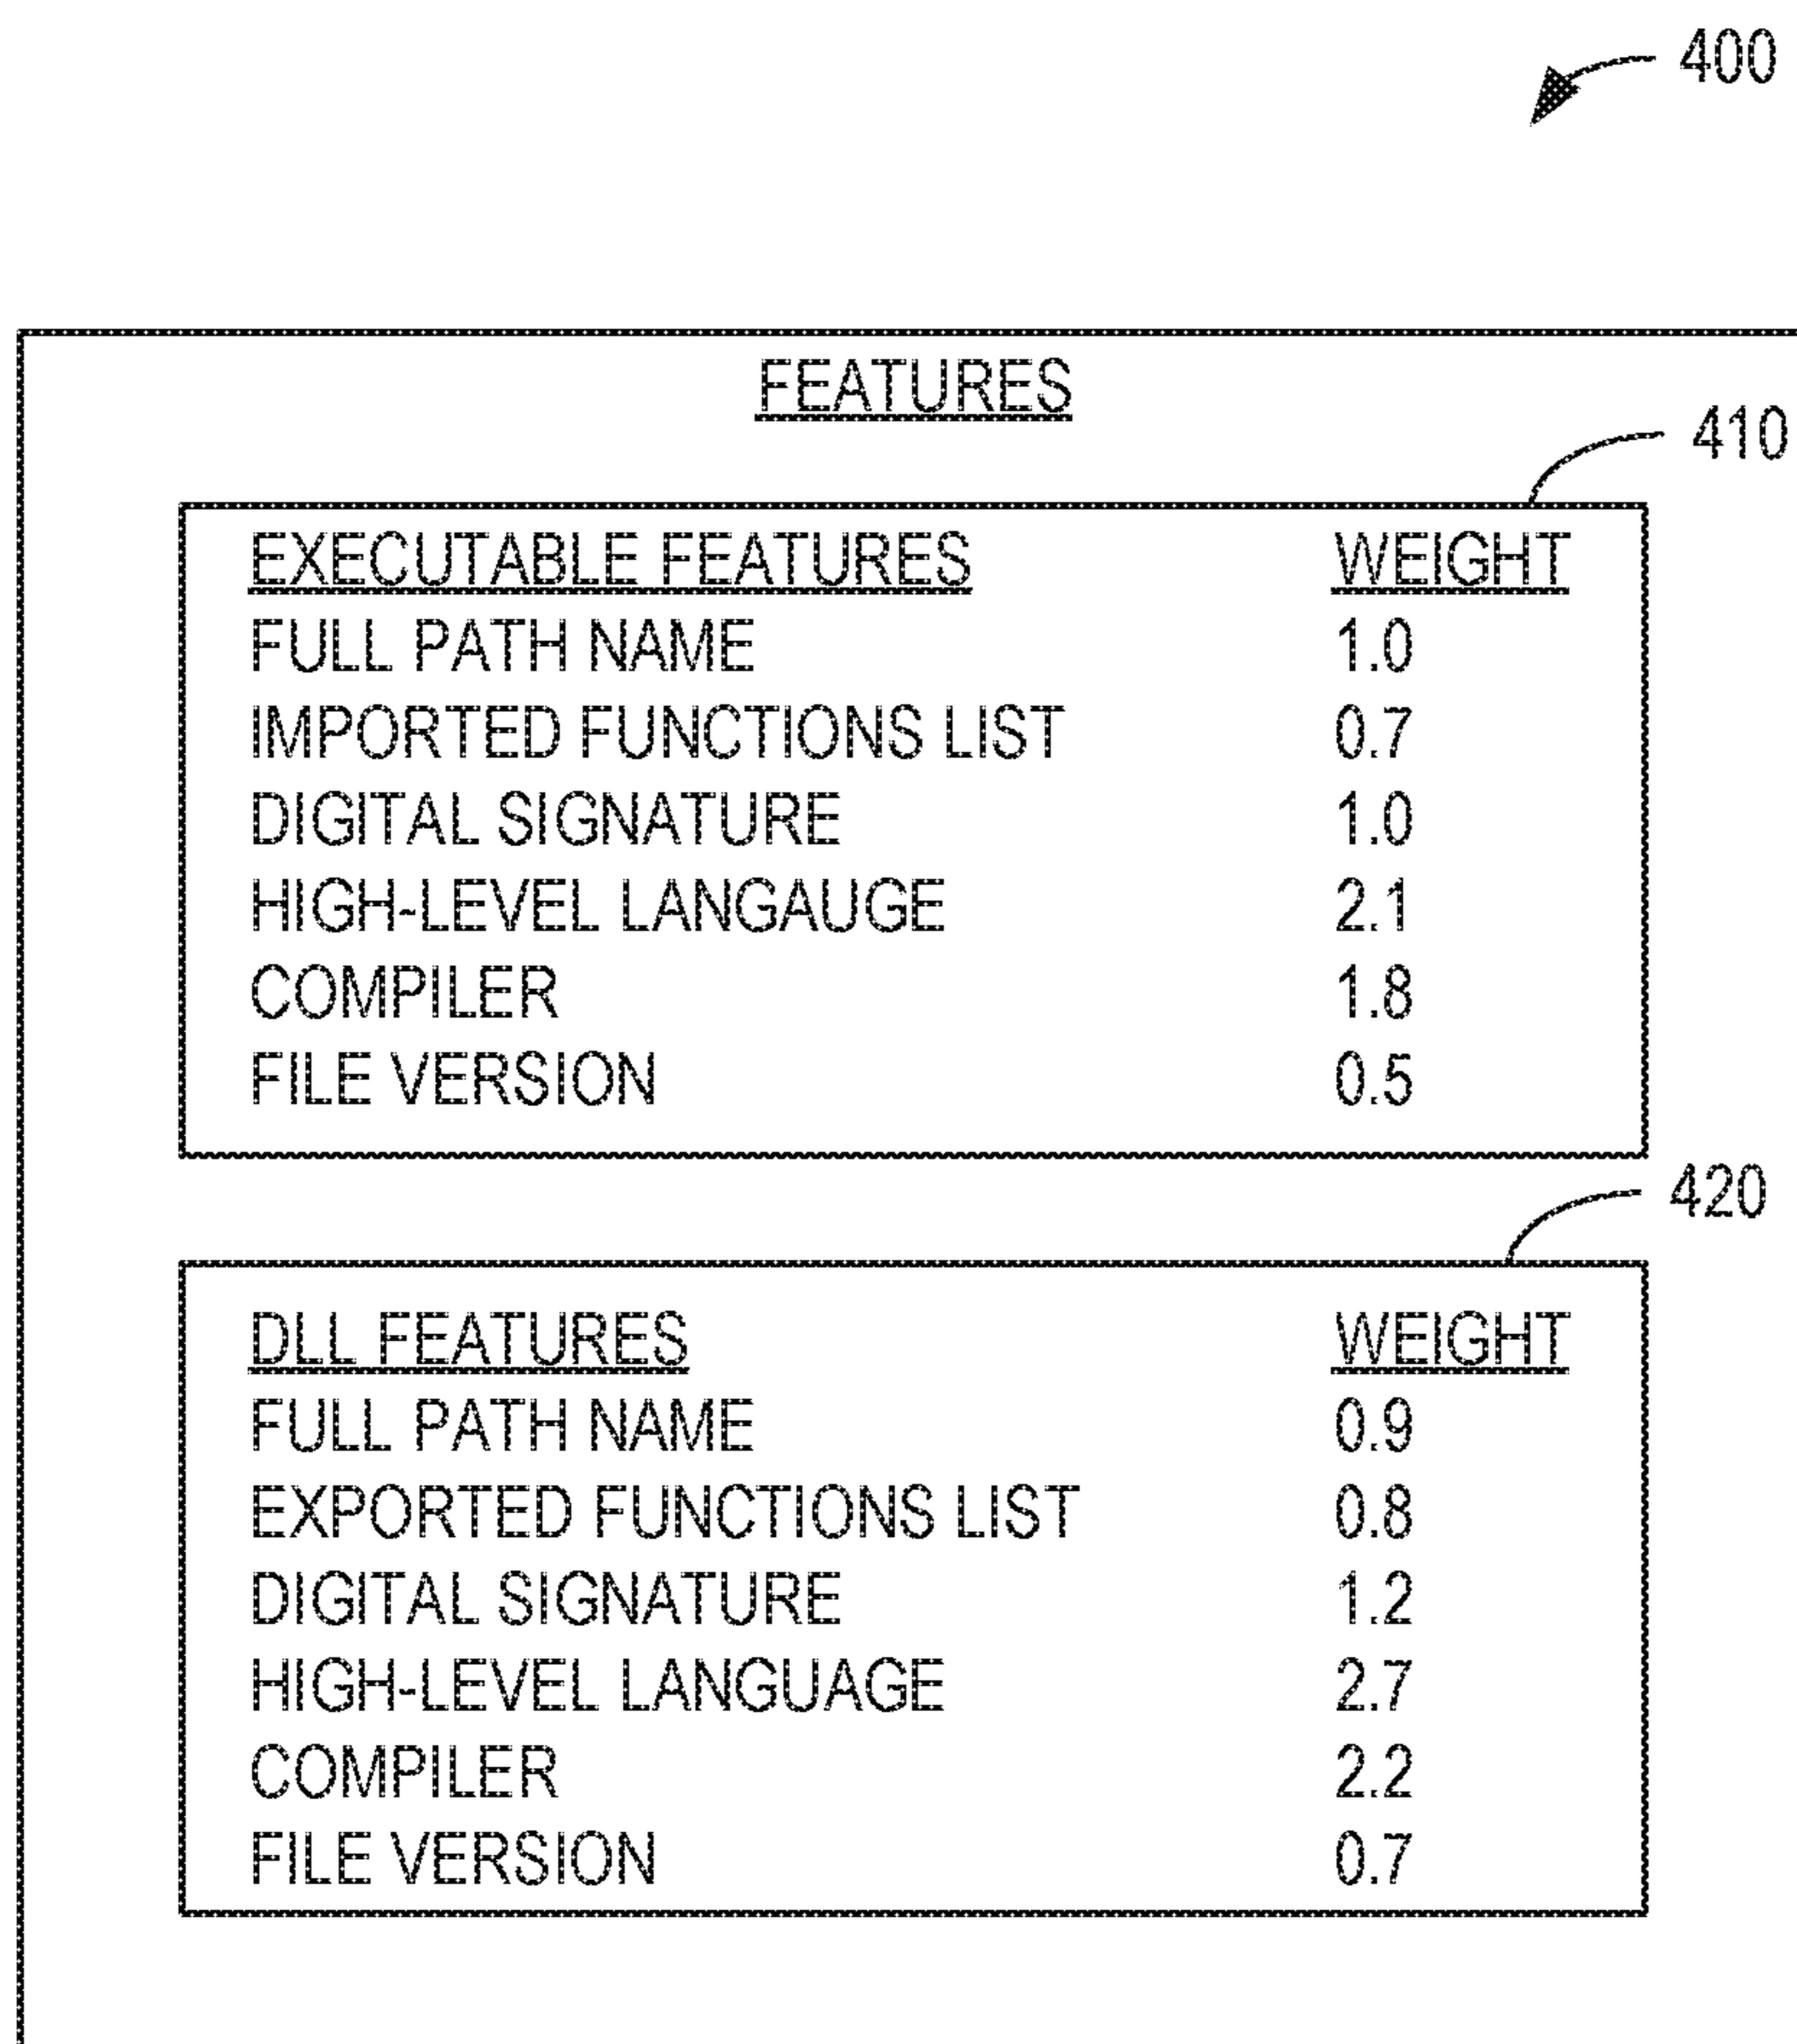 400
FEATURES
410
EXECUTABLE FEATURES WEIGHT
FULL PATH NAME 1.0
IMPORTED FUNCTIONS LIST 0.7
DIGITAL SIGNATURE 1.0
HIGH-LEVEL LANGAUGE 2.1
COMPILER 1.8
FILE VERSION 0.5
420
DLL FEATURES WEIGHT
FULL PATH NAME 0.9
EXPORTED FUNCTIONS LIST 0.8
DIGITAL SIGNATURE 1.2
HIGH-LEVEL LANGUAGE 2.7
COMPILER 2.2
FILE VERSION 0.7